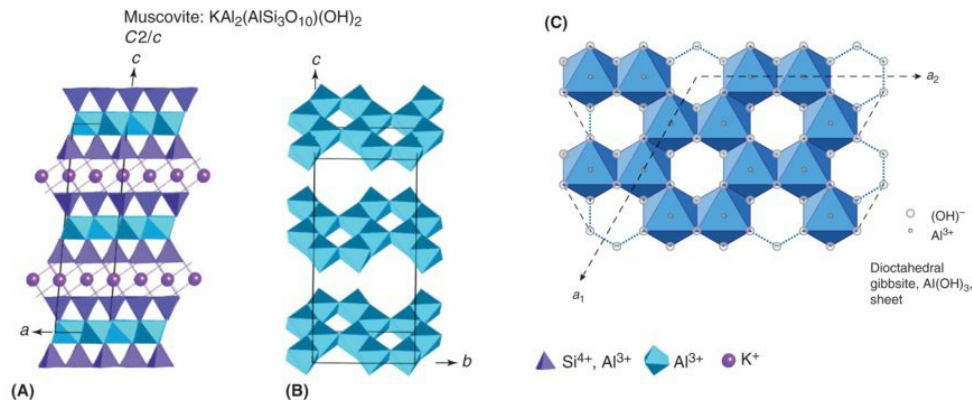 Muscovite: KAl₂(AlSi₃O₁₀)(OH)₂
C2/c
c
a
(A)
c
b
(B)
(C)
a₂
a₁
(OH)⁻
Al³⁺
Dioctahedral
gibbsite, Al(OH)₃,
sheet
Si⁴⁺, Al³⁺
Al³⁺
K⁺